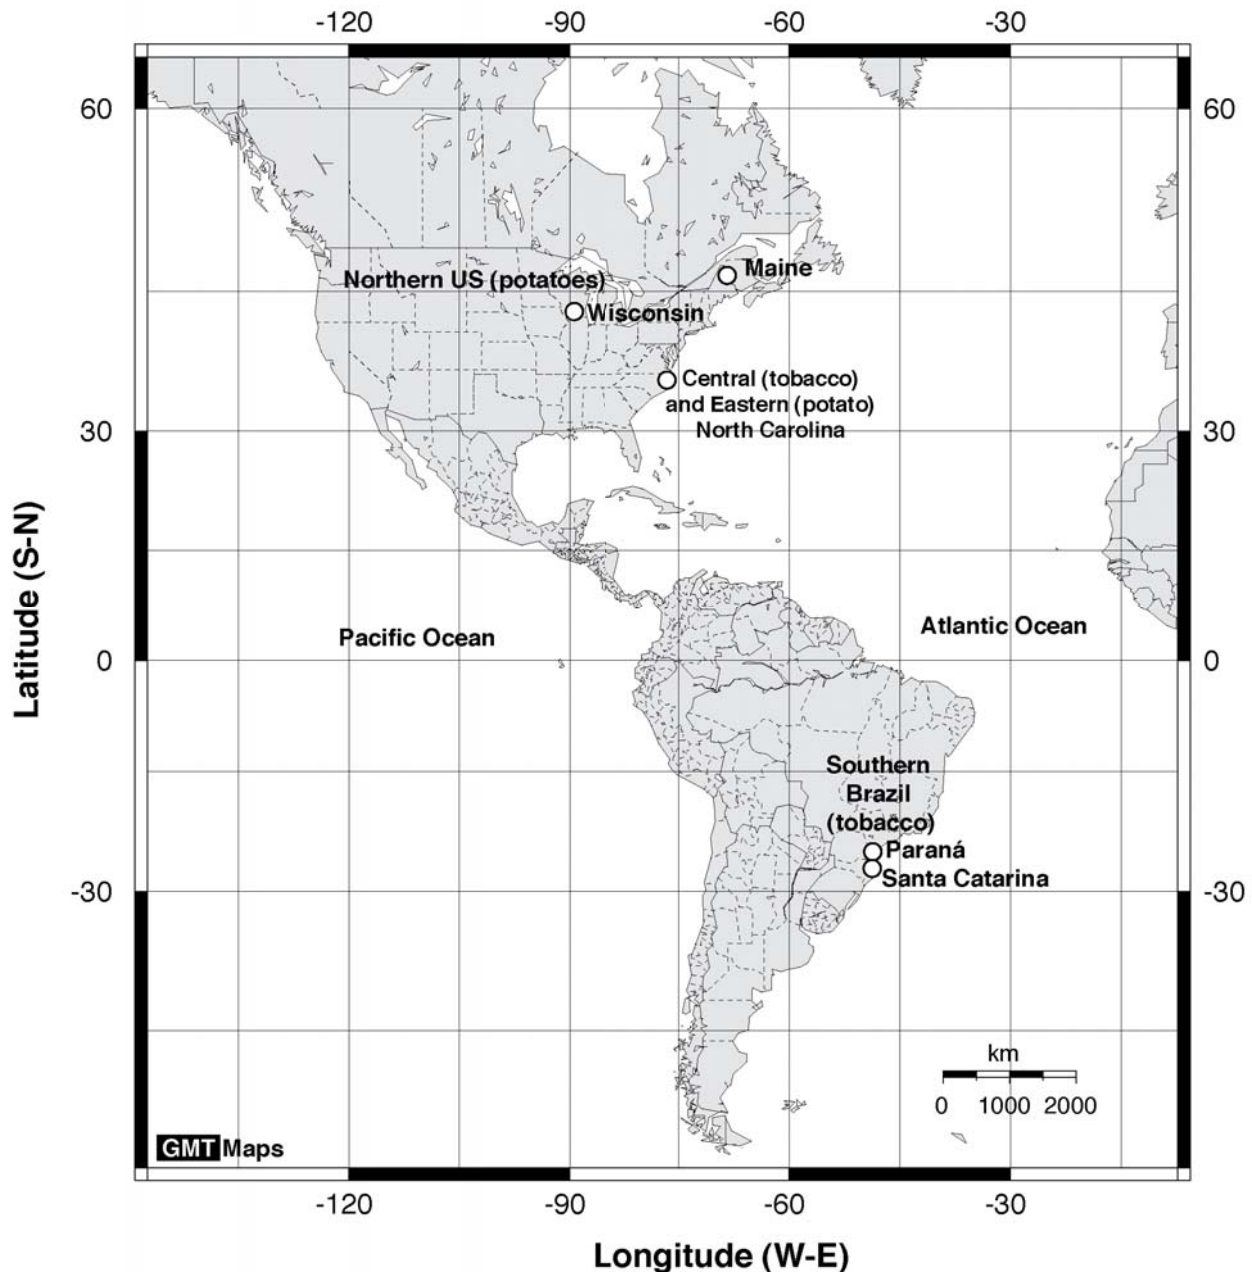 -120 -90 -60 -30
60 60
Maine
Northern US (potatoes)
Wisconsin
Central (tobacco)
and Eastern (potato)
North Carolina
30 30
Latitude (S-N)
Pacific Ocean
Atlantic Ocean
0 0
Southern
Brazil
(tobacco)
Paraná
Santa Catarina
-30 -30
km
0 1000 2000
GMT Maps
-120 -90 -60 -30
Longitude (W-E)